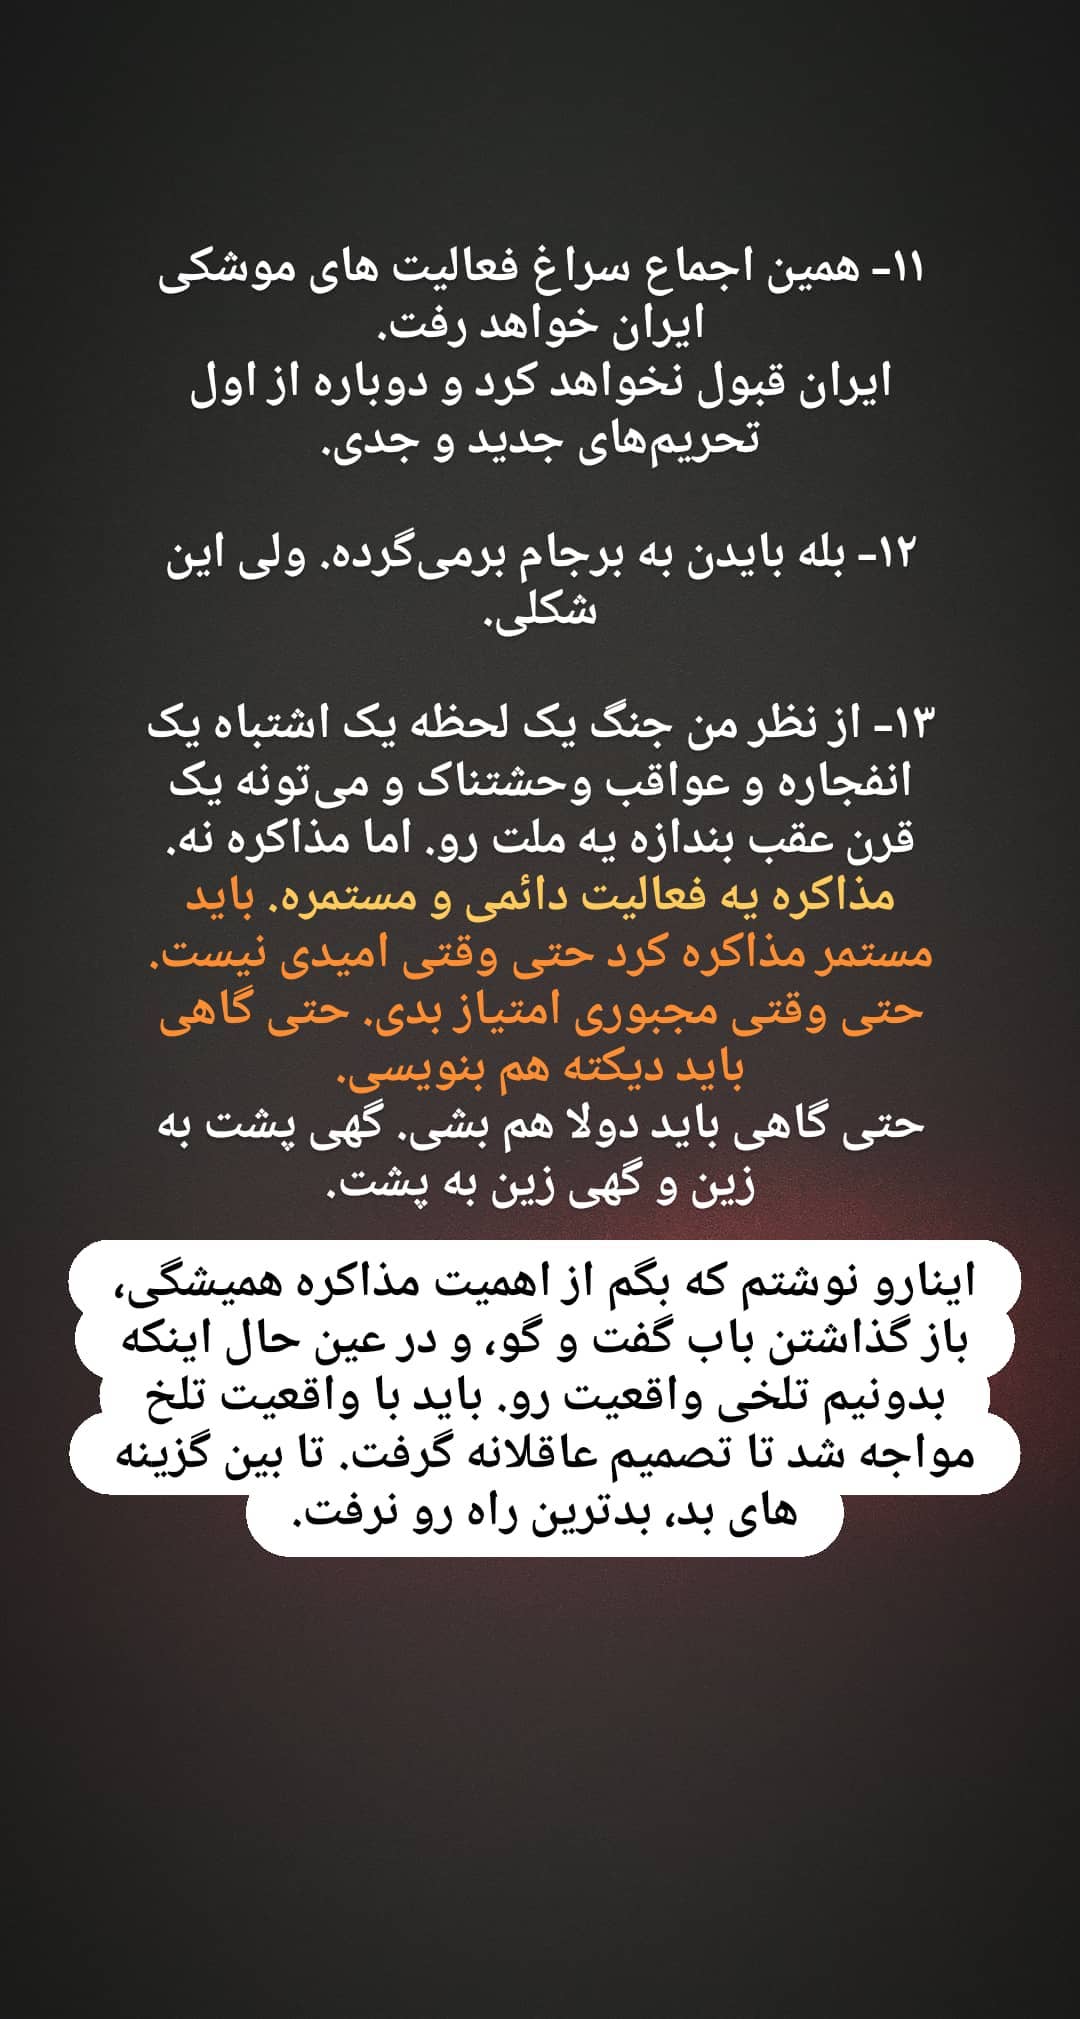 ۱۱- همین اجماع سراغ فعالیت های موشکی
ایران خواهد رفت.
ایران قبول نخواهد کرد و دوباره از اول
تحریم‌های جدید و جدی.
۱۲- بله بایدن به برجام برمی‌گرده. ولی این
شکلی.
۱۳- از نظر من جنگ یک لحظه یک اشتباه یک
انفجاره و عواقب وحشتناک و می‌تونه یک
قرن عقب بندازه یه ملت رو. اما مذاکره نه.
مذاکره یه فعالیت دائمی و مستمره. باید
مستمر مذاکره کرد حتی وقتی امیدی نیست.
حتی وقتی مجبوری امتیاز بدی. حتی گاهی
باید دیکته هم بنویسی.
حتی گاهی باید دولا هم بشی. گهی پشت به
زین و گهی زین به پشت.
اینارو نوشتم که بگم از اهمیت مذاکره همیشگی،
باز گذاشتن باب گفت و گو، و در عین حال اینکه
بدونیم تلخی واقعیت رو. باید با واقعیت تلخ
مواجه شد تا تصمیم عاقلانه گرفت. تا بین گزینه
های بد، بدترین راه رو نرفت.